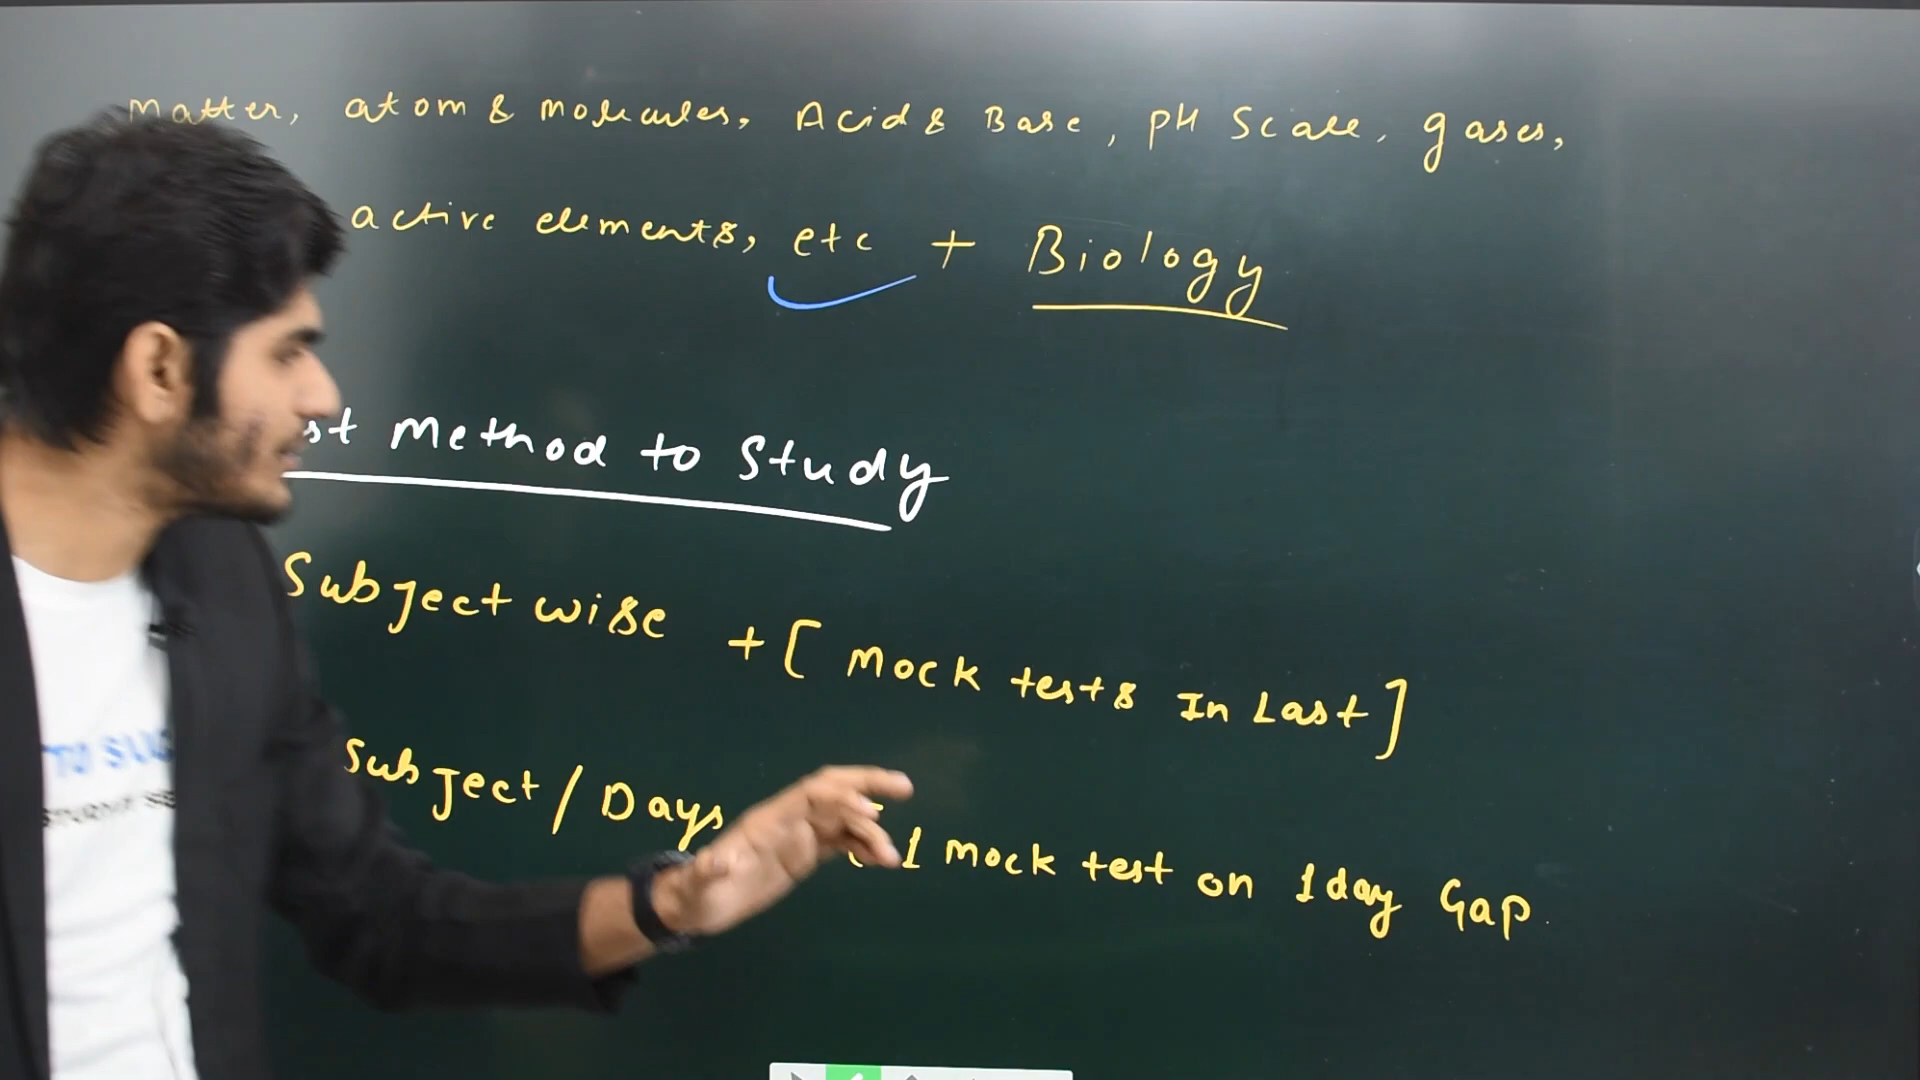 Matter, atom & molecules, Acid & Base, pH Scale, gases,
active elements, etc + Biology
Method to Study
Subject wise + [ Mock tests In Last ]
Subject / Days 1 Mock test on 1 day Gap
TO